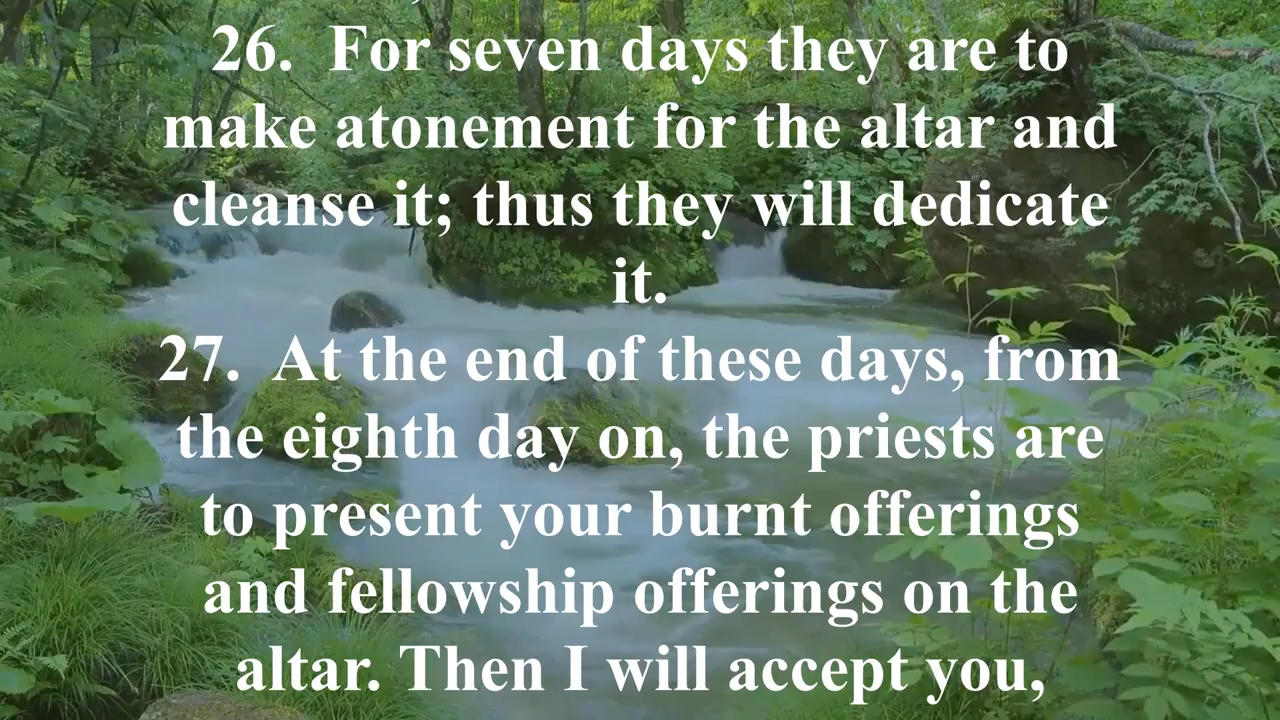 26.  For seven days they are to
make atonement for the altar and
cleanse it; thus they will dedicate
it.
27.  At the end of these days, from
the eighth day on, the priests are
to present your burnt offerings
and fellowship offerings on the
altar. Then I will accept you,